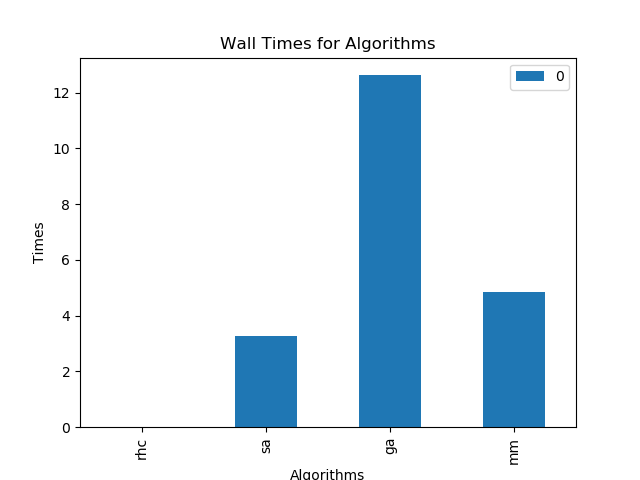 Wall Times for Algorithms
0
12
10
8
6
4
2
0
Times
rhc
sa
ga
mm
Algorithms